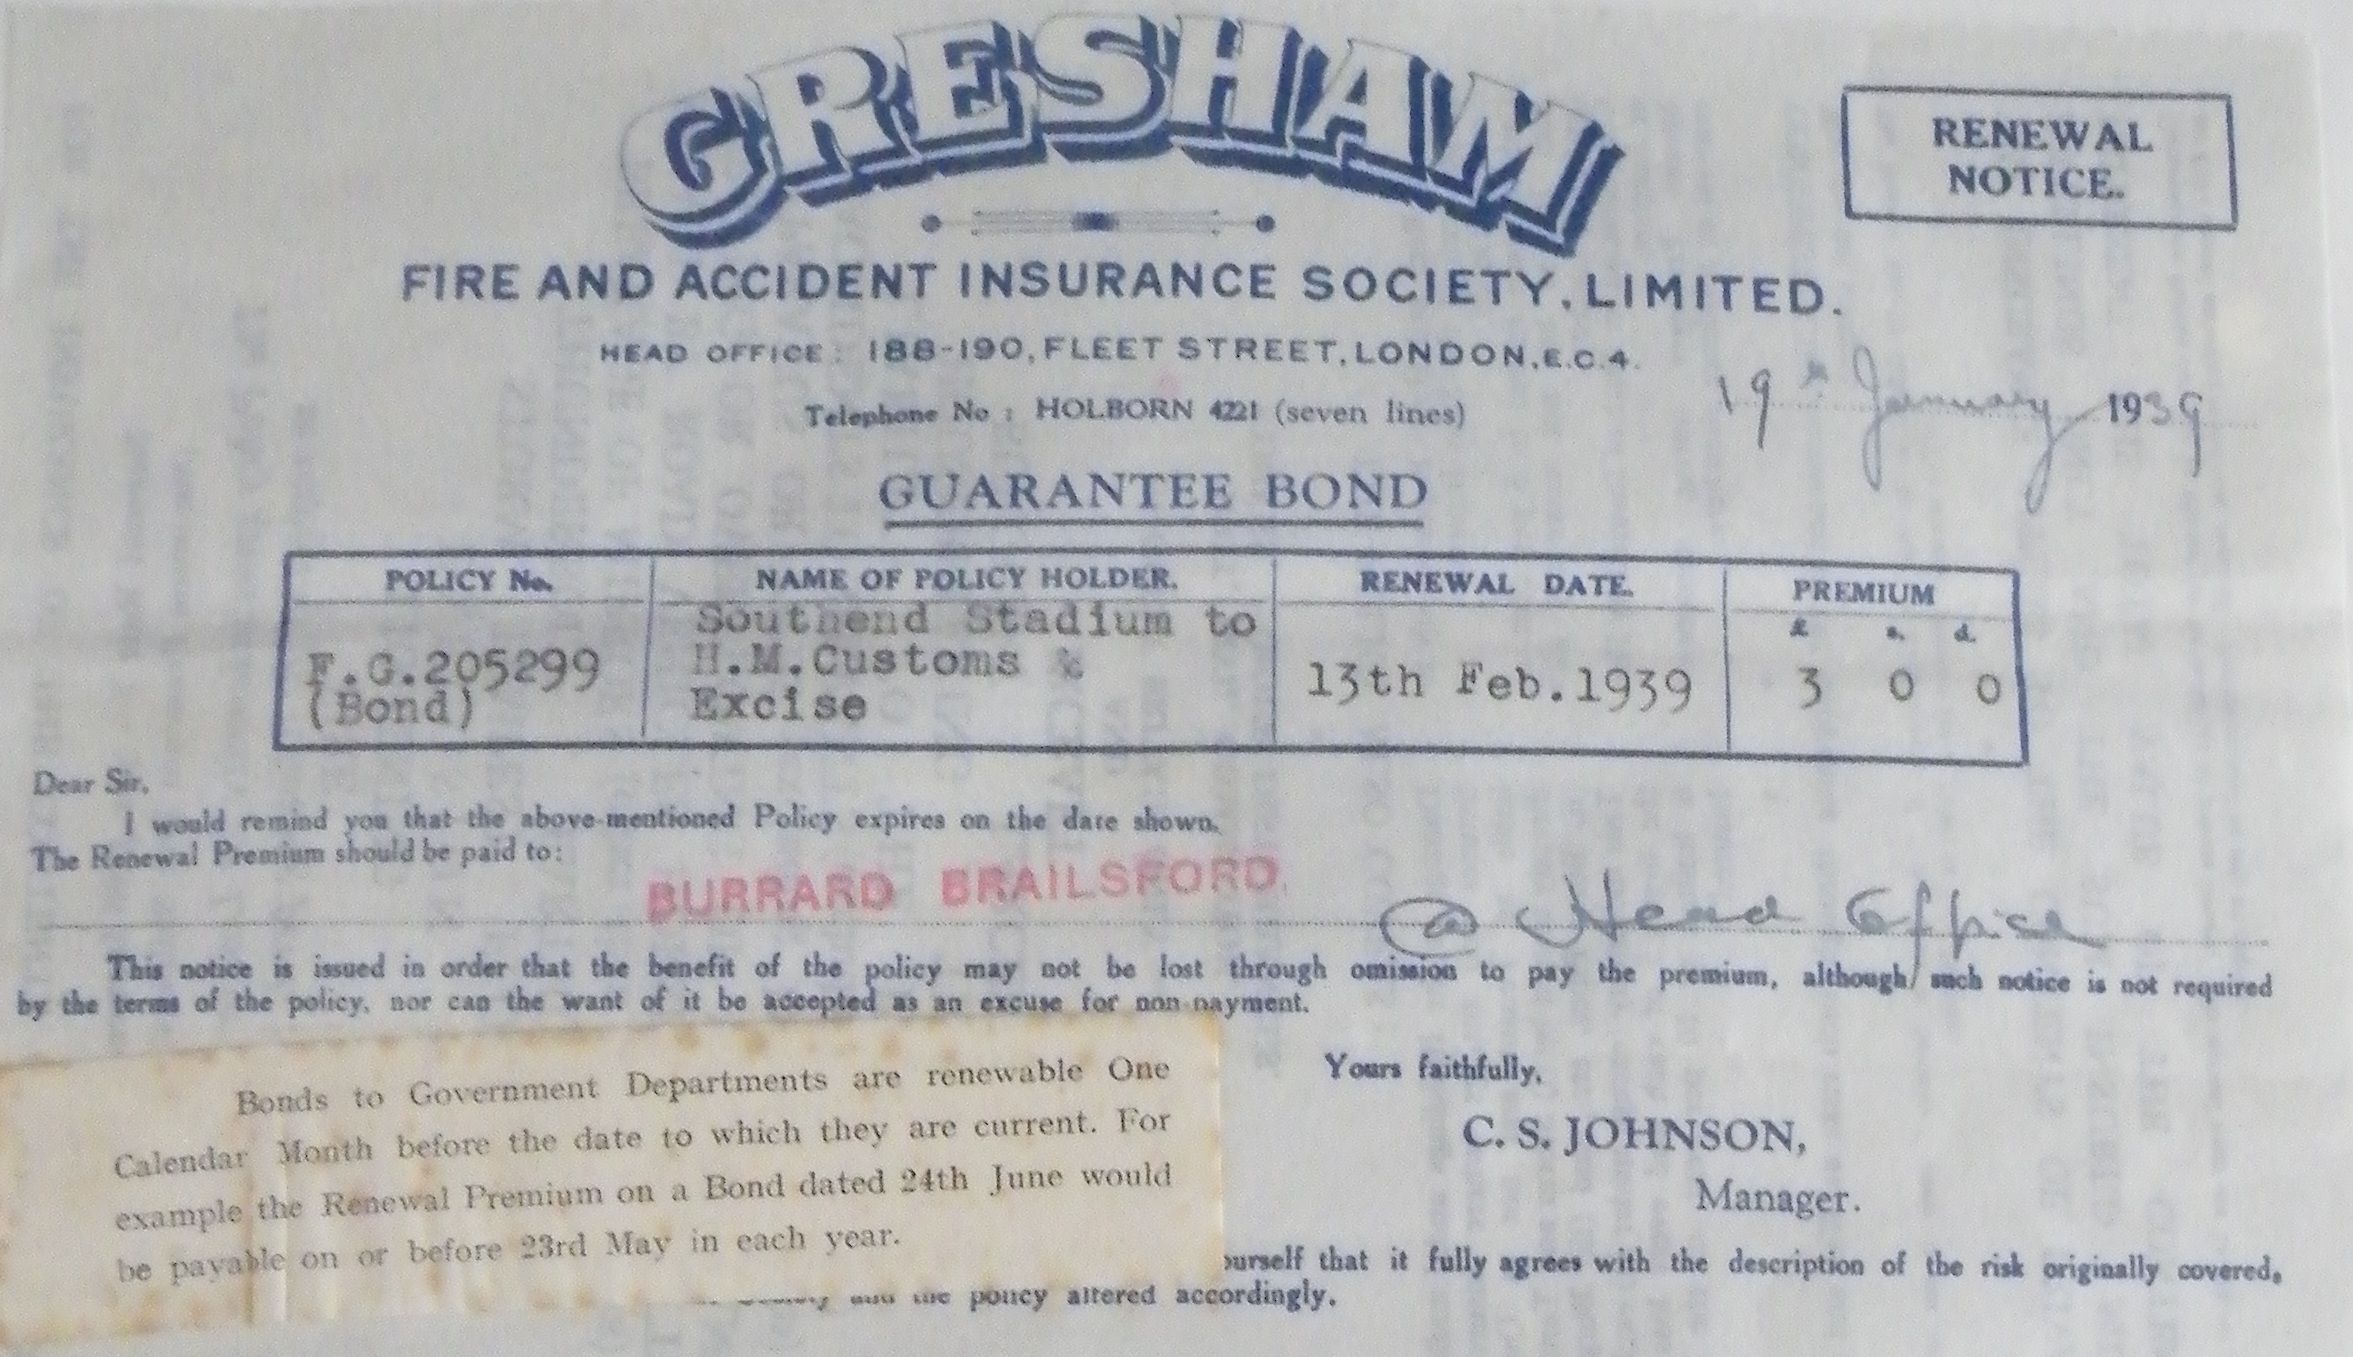 GRESHAM
RENEWAL
NOTICE.
FIRE AND ACCIDENT INSURANCE SOCIETY, LIMITED.
HEAD OFFICE: 188-190, FLEET STREET, LONDON, E.C.4.
Telephone No: HOLBORN 4221 (seven lines)
19th January 1939
GUARANTEE BOND
POLICY No. NAME OF POLICY HOLDER. RENEWAL DATE. PREMIUM
£ s. d.
Southend Stadium to
F.G.205299 H.M.Customs & 13th Feb.1939 3 0 0
(Bond) Excise
Dear Sir,
I would remind you that the above-mentioned Policy expires on the date shown.
The Renewal Premium should be paid to:
BURRARD BRAILSFORD. @ Head Office
This notice is issued in order that the benefit of the policy may not be lost through omission to pay the premium, although such notice is not required
by the terms of the policy, nor can the want of it be accepted as an excuse for non-payment.
Bonds to Government Departments are renewable One
Calendar Month before the date to which they are current. For
example the Renewal Premium on a Bond dated 24th June would
be payable on or before 23rd May in each year.
Yours faithfully,
C. S. JOHNSON,
Manager.
ourself that it fully agrees with the description of the risk originally covered,
and the policy altered accordingly.